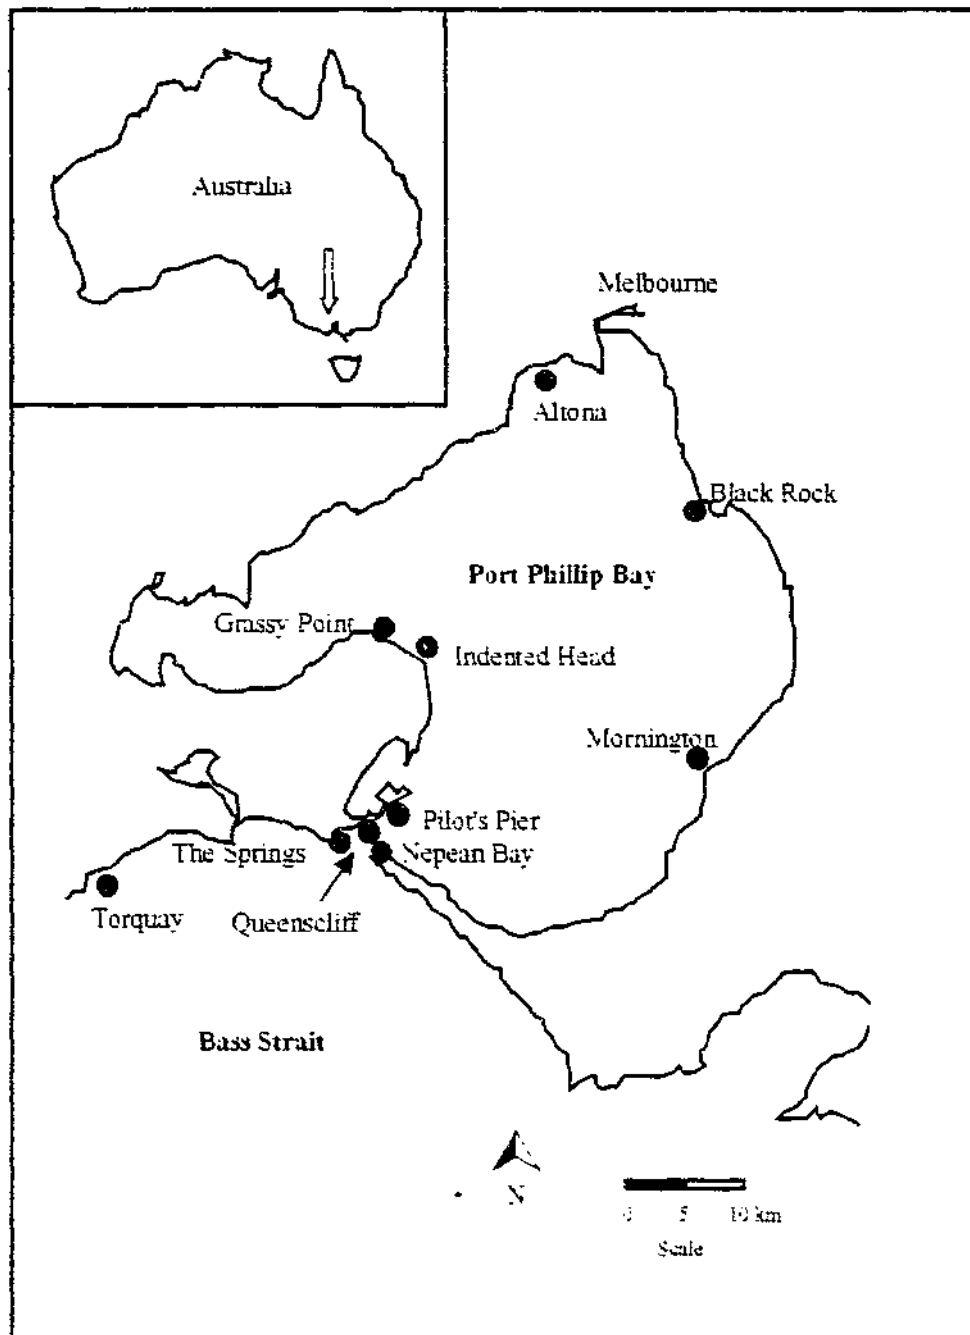 Australia
Melbourne
Altona
Black Rock
Port Phillip Bay
Grassy Point
Indented Head
Mornington
Pilot's Pier
The Springs
Nepean Bay
Torquay
Queenscliff
Bass Strait
N
0 5 10 km
Scale